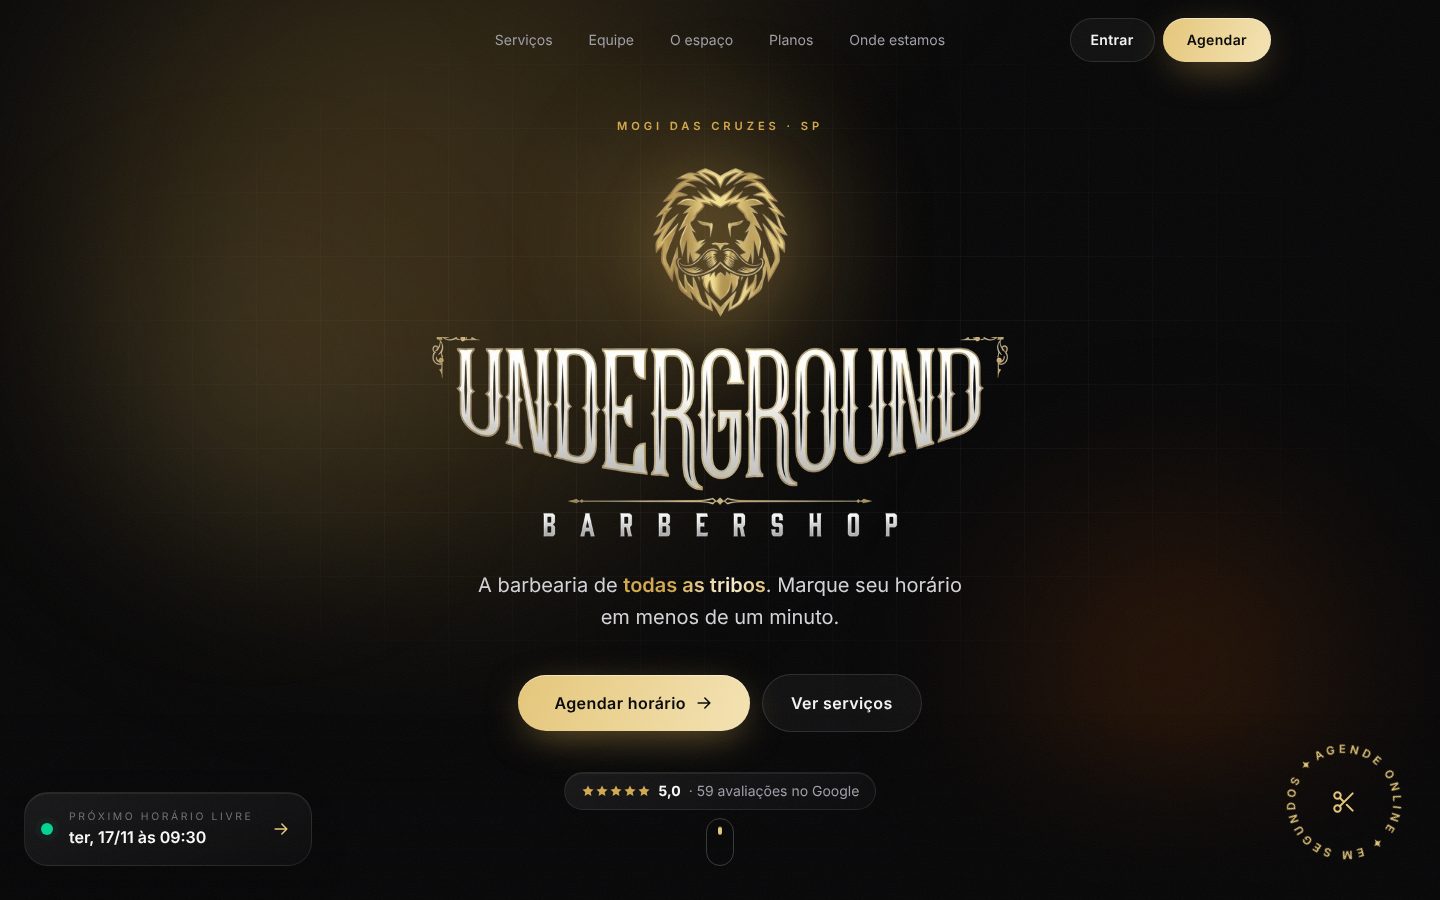 Serviços Equipe O espaço Planos Onde estamos Entrar Agendar
MOGI DAS CRUZES · SP
UNDERGROUND
BARBERSHOP
A barbearia de todas as tribos. Marque seu horário
em menos de um minuto.
Agendar horário → Ver serviços
★★★★★ 5,0 · 59 avaliações no Google
PRÓXIMO HORÁRIO LIVRE
ter, 17/11 às 09:30 →
AGENDE ONLINE ✦ EM SEGUNDOS ✦